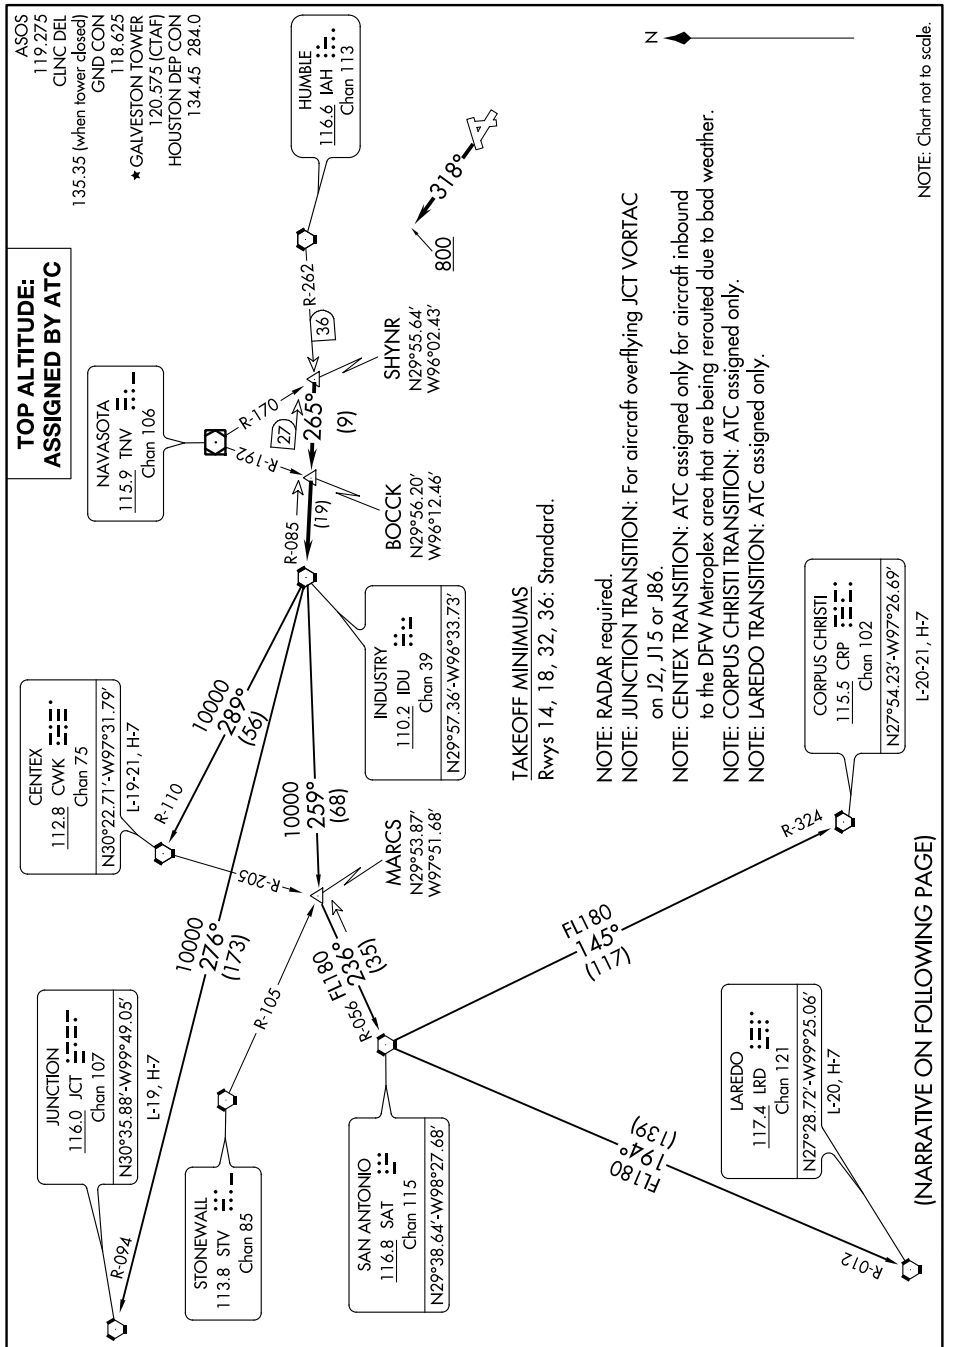 TOP ALTITUDE:
ASSIGNED BY ATC
ASOS
119.275
CLNC DEL
135.35 (when tower closed)
GND CON
118.625
★ GALVESTON TOWER
120.575 (CTAF)
HOUSTON DEP CON
134.45 284.0
JUNCTION
116.0 JCT
Chan 107
N30°35.88'-W99°49.05'
L-19, H-7
CENTEX
112.8 CWK
Chan 75
N30°22.71'-W97°31.79'
L-19-21, H-7
NAVASOTA
115.9 TNV
Chan 106
HUMBLE
116.6 IAH
Chan 113
STONEWALL
113.8 STV
Chan 85
SAN ANTONIO
116.8 SAT
Chan 115
N29°38.64'-W98°27.68'
INDUSTRY
110.2 IDU
Chan 39
N29°57.36'-W96°33.73'
MARCS
N29°53.87'
W97°51.68'
BOCCK
N29°56.20'
W96°12.46'
SHYNR
N29°55.64'
W96°02.43'
R-094
10000
276°
(173)
R-110
10000
289°
(56)
R-205
R-105
10000
259°
(68)
R-056
FL180
236°
(35)
R-085
(19)
R-192
R-170
27
265°
(9)
36
R-262
318°
800
N
FL180
194°
(139)
R-012
FL180
145°
(117)
R-324
LAREDO
117.4 LRD
Chan 121
N27°28.72'-W99°25.06'
L-20, H-7
CORPUS CHRISTI
115.5 CRP
Chan 102
N27°54.23'-W97°26.69'
L-20-21, H-7
TAKEOFF MINIMUMS
Rwys 14, 18, 32, 36: Standard.
NOTE: RADAR required.
NOTE: JUNCTION TRANSITION: For aircraft overflying JCT VORTAC
on J2, J15 or J86.
NOTE: CENTEX TRANSITION: ATC assigned only for aircraft inbound
to the DFW Metroplex area that are being rerouted due to bad weather.
NOTE: CORPUS CHRISTI TRANSITION: ATC assigned only.
NOTE: LAREDO TRANSITION: ATC assigned only.
(NARRATIVE ON FOLLOWING PAGE)
NOTE: Chart not to scale.